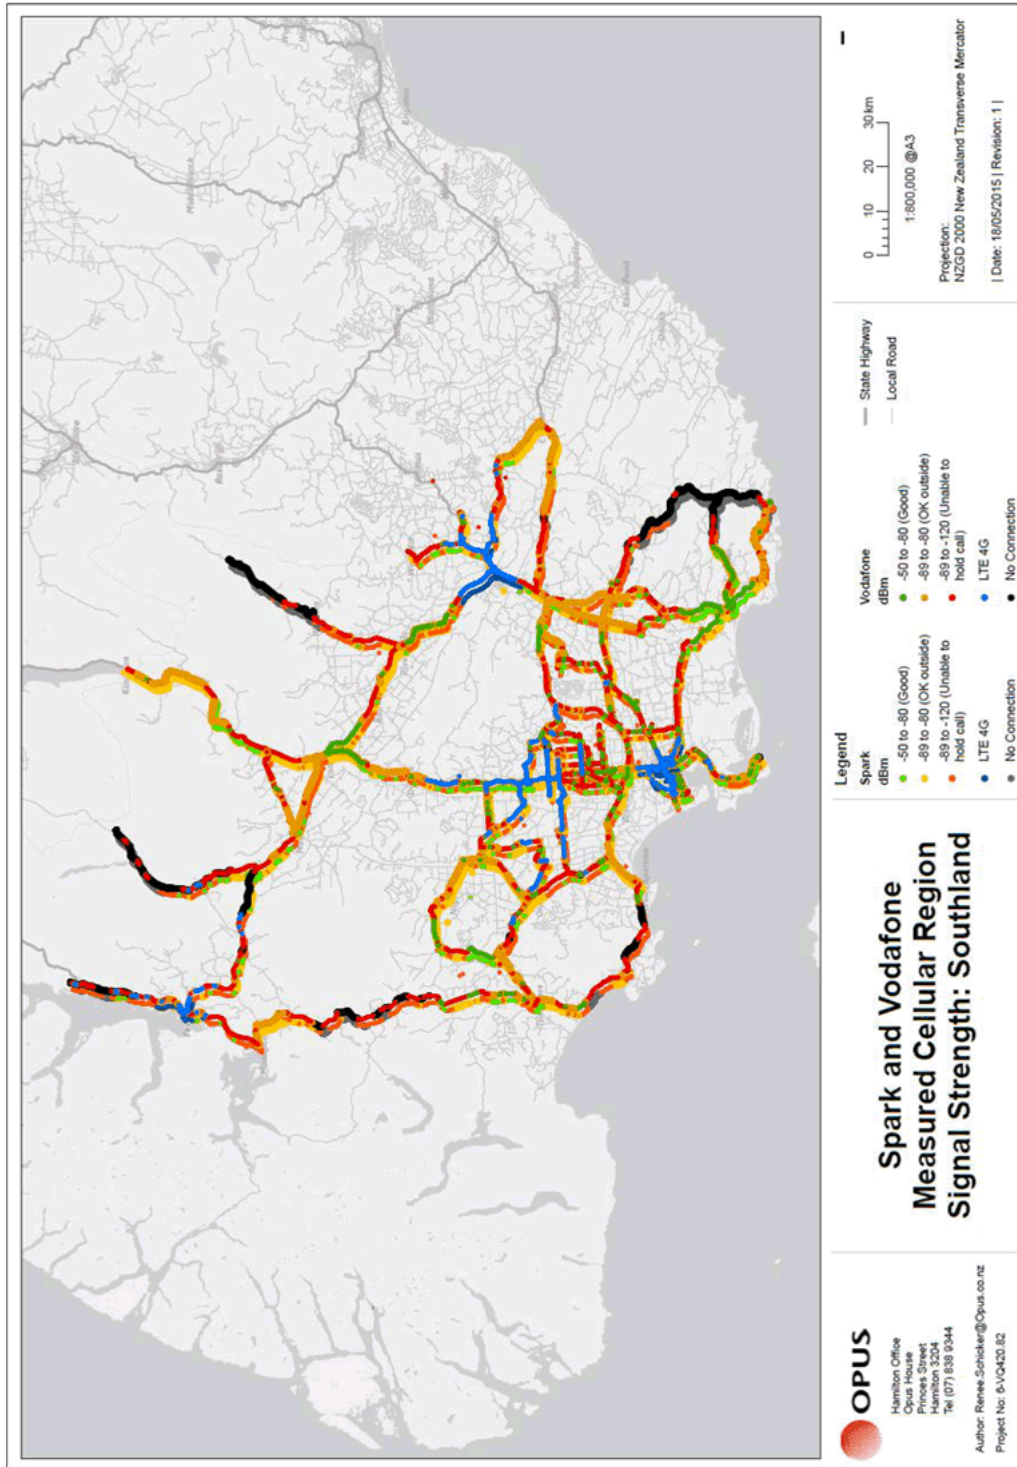 OPUS
Hamilton Office
Opus House
Princes Street
Hamilton 3204
Tel (07) 838 9344
Author: Renee.Schicker@Opus.co.nz
Project No: 6-VQ420.82
Spark and Vodafone
Measured Cellular Region
Signal Strength: Southland
Legend
Spark
dBm
-50 to -80 (Good)
-89 to -80 (OK outside)
-89 to -120 (Unable to
hold call)
LTE 4G
No Connection
Vodafone
dBm
-50 to -80 (Good)
-89 to -80 (OK outside)
-89 to -120 (Unable to
hold call)
LTE 4G
No Connection
State Highway
Local Road
0 10 20 30 km
1:800,000 @A3
Projection:
NZGD 2000 New Zealand Transverse Mercator
| Date: 18/05/2015 | Revision: 1 |